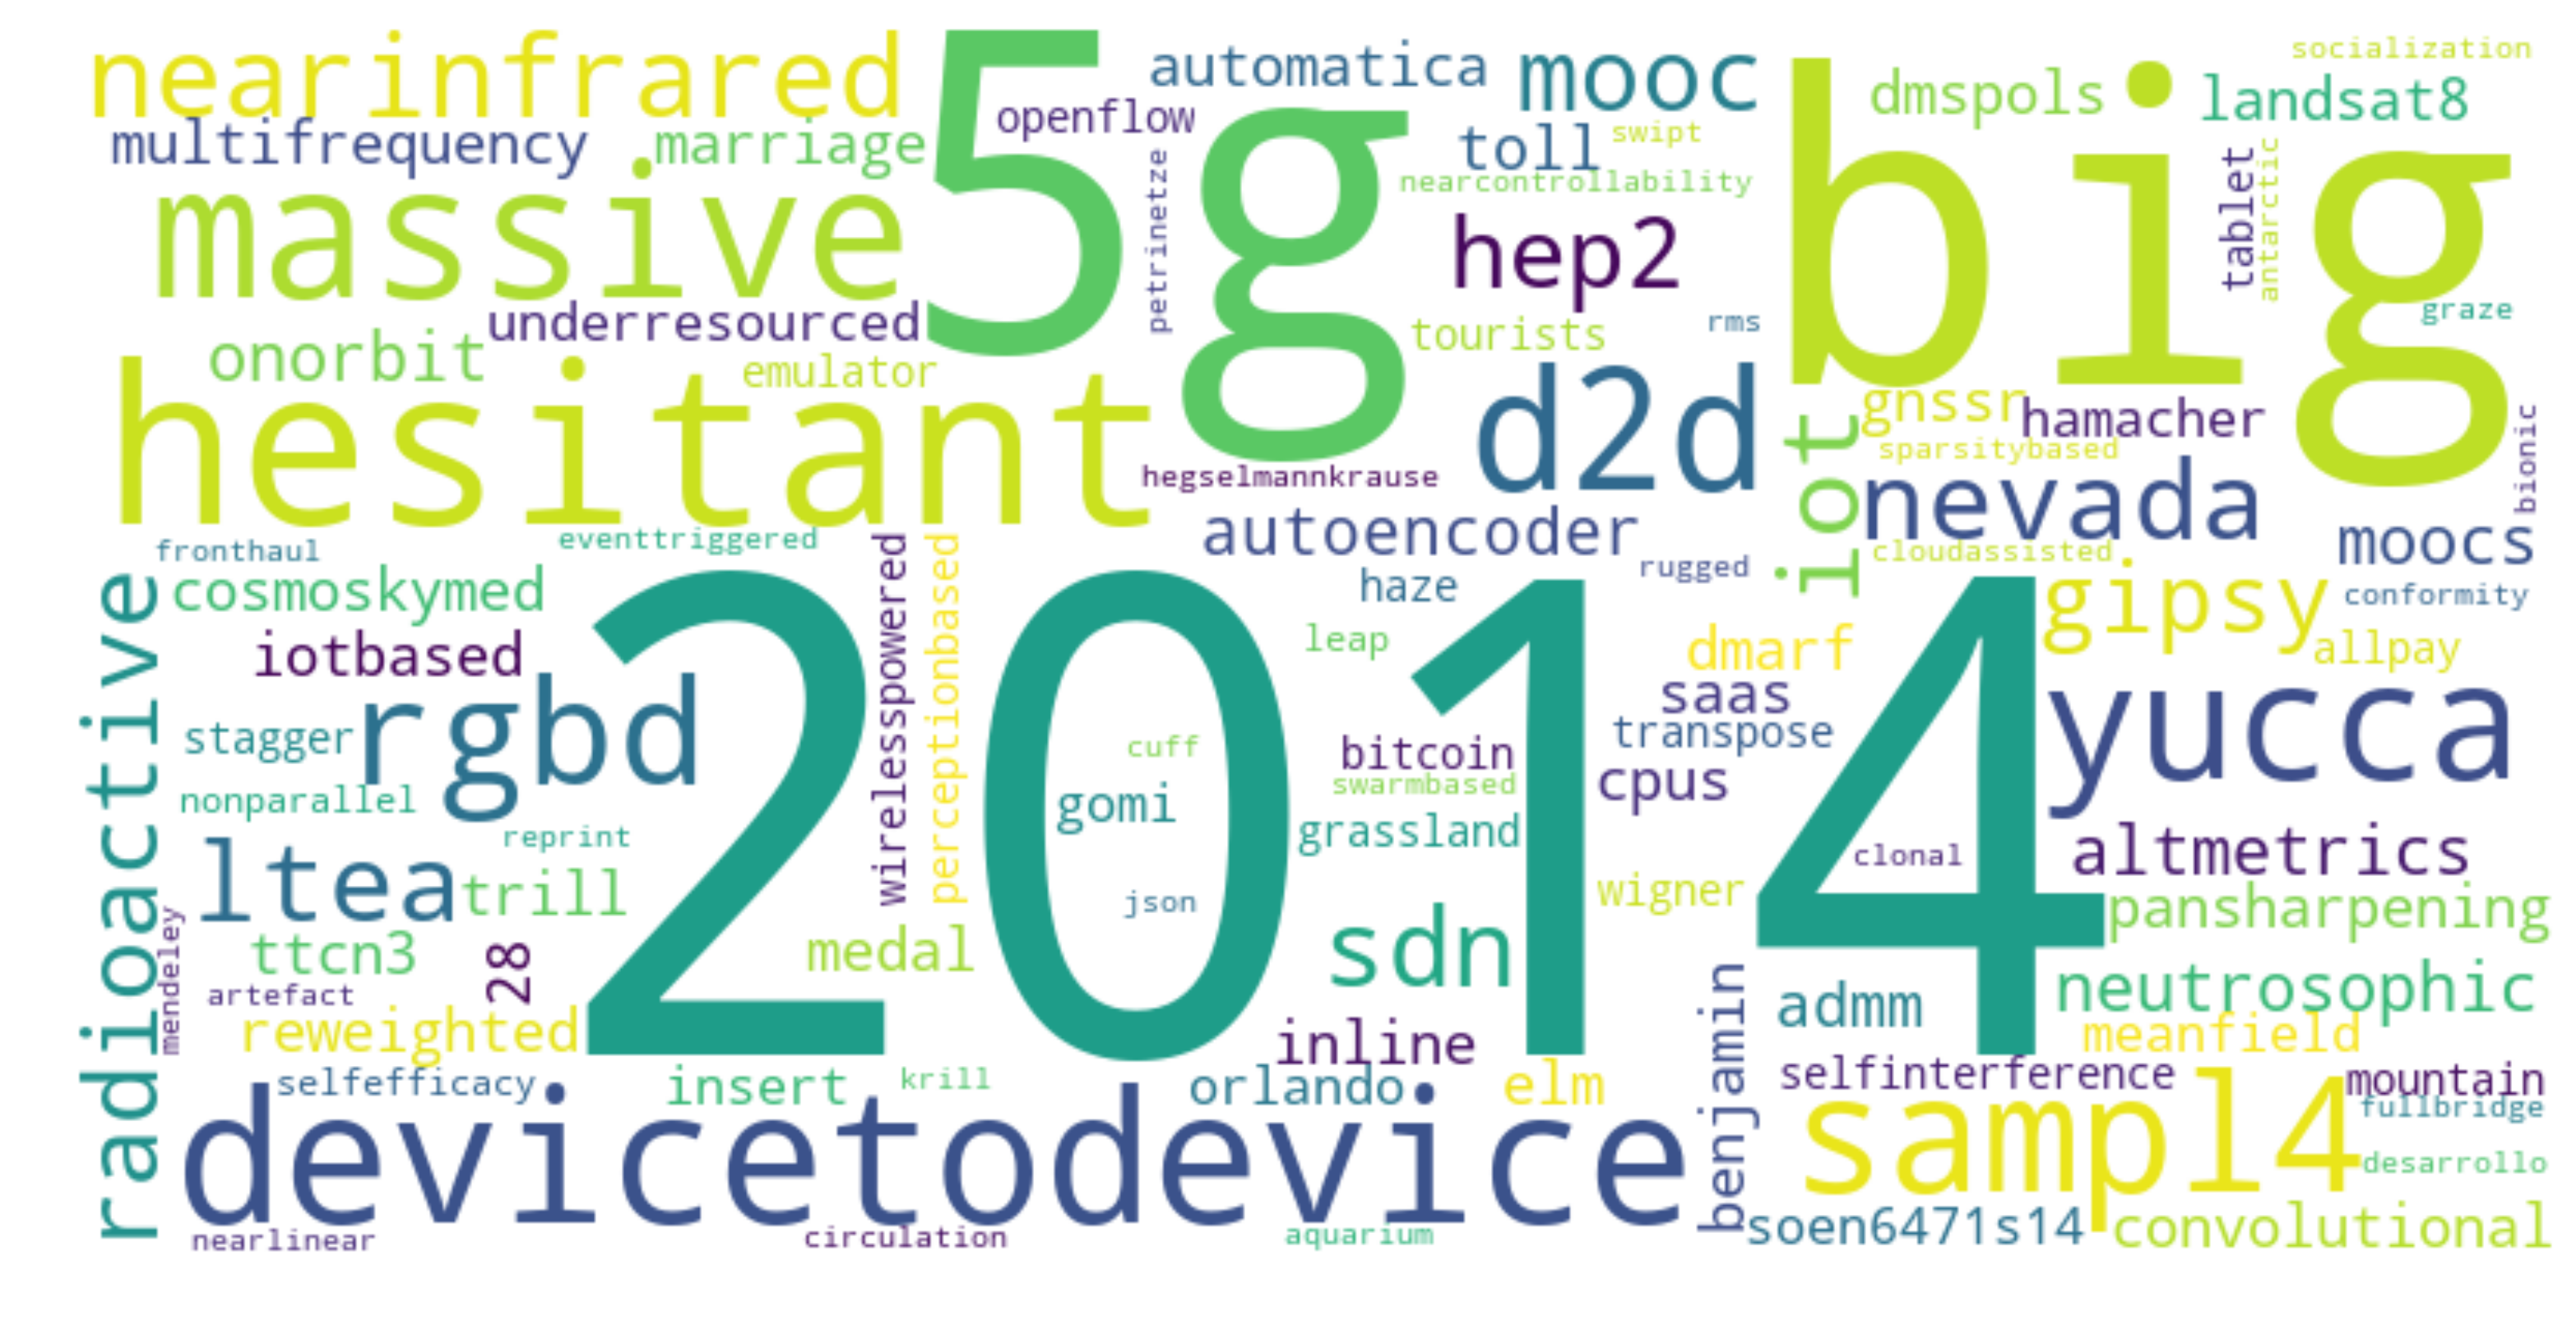 nearinfrared
5g
automatica
mooc
big
dmspols
socialization
landsat8
openflow
multifrequency
marriage
toll
swipt
tablet
antarctic
petrinetze
nearcontrollability
massive
hep2
underresourced
tourists
rms
graze
onorbit
emulator
hesitant
d2d
iot
gnssr
hamacher
bionic
sparsitybased
hegselmannkrause
nevada
autoencoder
moocs
fronthaul
eventtriggered
wirelesspowered
perceptionbased
cloudassisted
rugged
haze
radioactive
cosmoskymed
2014
gipsy
conformity
iotbased
leap
dmarf
allpay
saas
rgbd
yucca
stagger
cuff
bitcoin
transpose
swarmbased
cpus
nonparallel
gomi
grassland
reprint
clonal
altmetrics
ltea
trill
json
wigner
pansharpening
mendeley
ttcn3
28
medal
sdn
benjamin
admm
neutrosophic
artefact
reweighted
inline
meanfield
selfefficacy
insert
krill
orlando
elm
selfinterference
mountain
fullbridge
devicetodevice
sampl4
desarrollo
nearlinear
circulation
aquarium
soen6471s14
convolutional